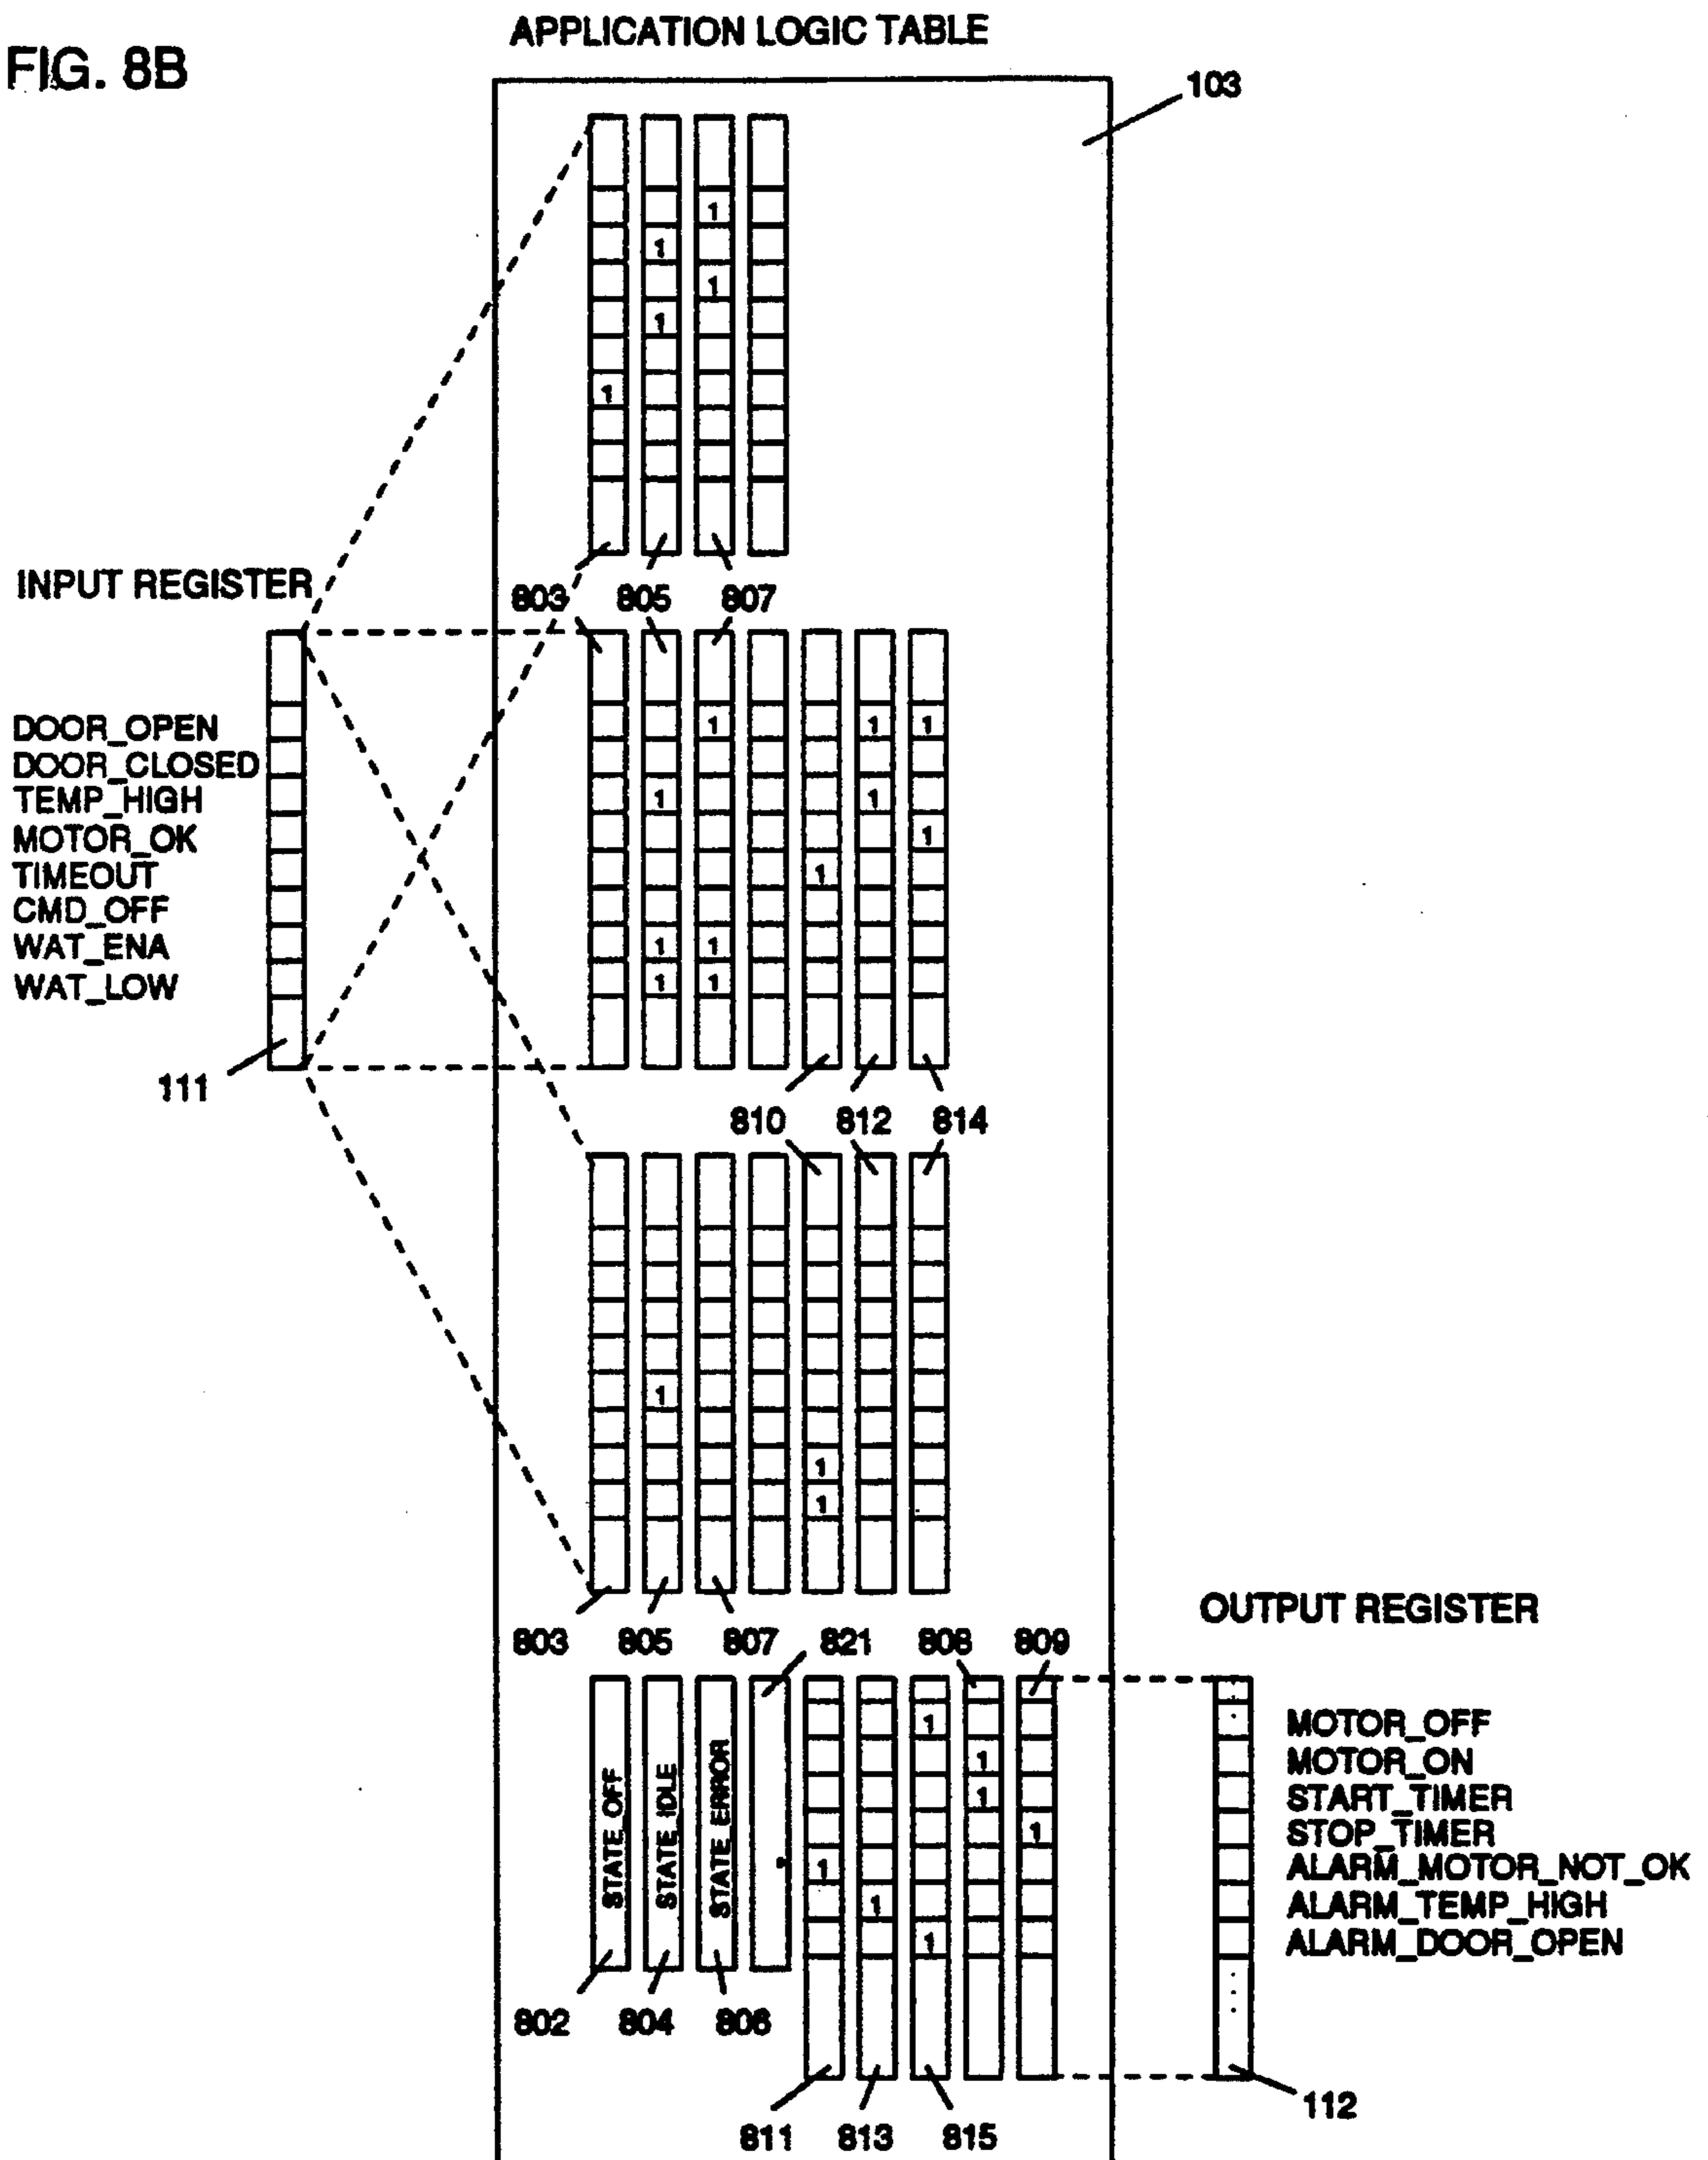 FIG. 8B
APPLICATION LOGIC TABLE
103
1
1
1
1
1
INPUT REGISTER
803 805 807
DOOR_OPEN 1 1 1
DOOR_CLOSED
TEMP_HIGH 1 1
MOTOR_OK 1
TIMEOUT 1
CMD_OFF
WAT_ENA 1 1
WAT_LOW 1 1
111
810 812 814
1
1
1
OUTPUT REGISTER
803 805 807 821 808 809
STATE_OFF
STATE_IDLE
STATE_ERROR
1 MOTOR_OFF
1 MOTOR_ON
1 START_TIMER
1 STOP_TIMER
1 ALARM_MOTOR_NOT_OK
1 ALARM_TEMP_HIGH
1 ALARM_DOOR_OPEN
802 804 806
112
811 813 815